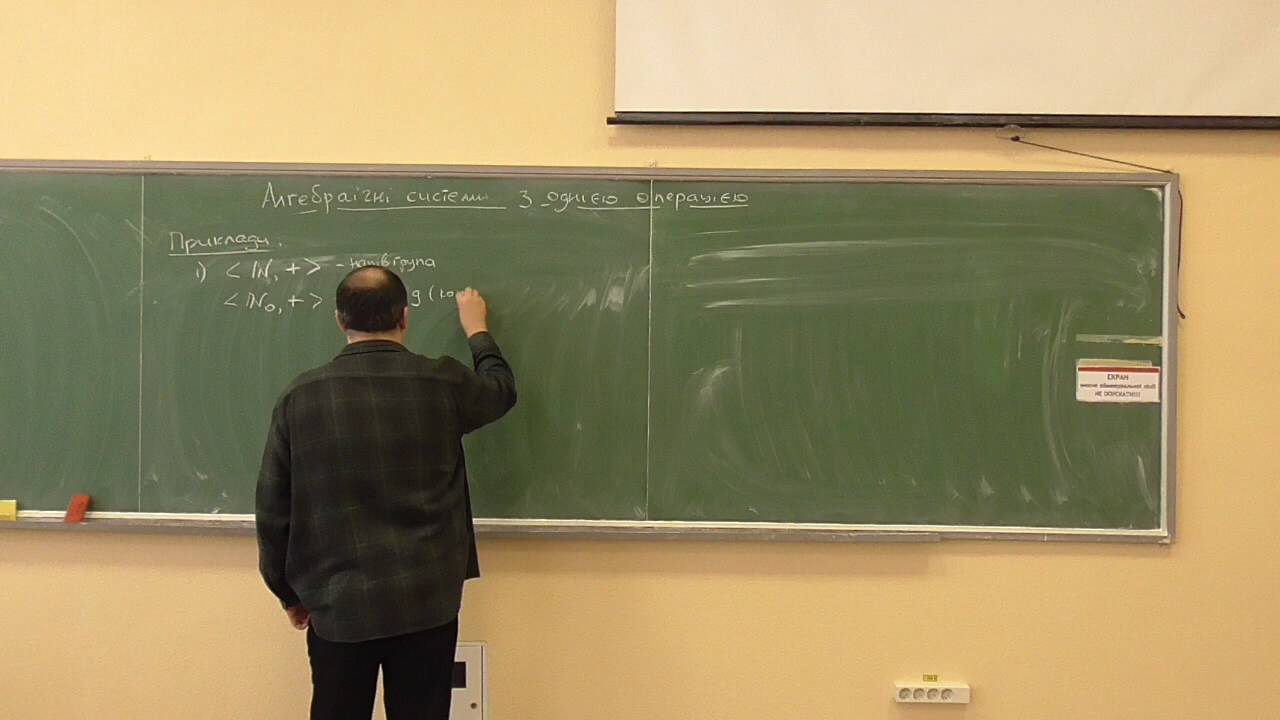 Алгебраїчні системи з однією операцією
Приклади.
1) <ℕ, +> - напівгрупа
<ℕ₀, +>
ЕКРАН
НЕ ОПУСКАТИ!!!